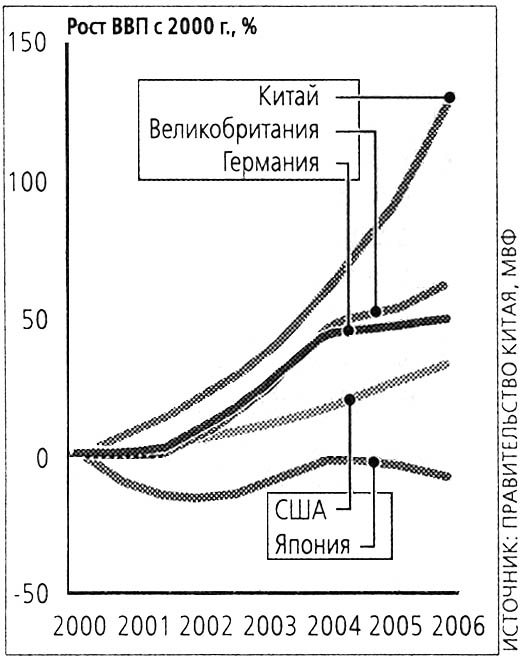 Рост ВВП с 2000 г., %
150
100
50
0
-50
Китай
Великобритания
Германия
США
Япония
2000 2001 2002 2003 2004 2005 2006
ИСТОЧНИК: ПРАВИТЕЛЬСТВО КИТАЯ, МВФ